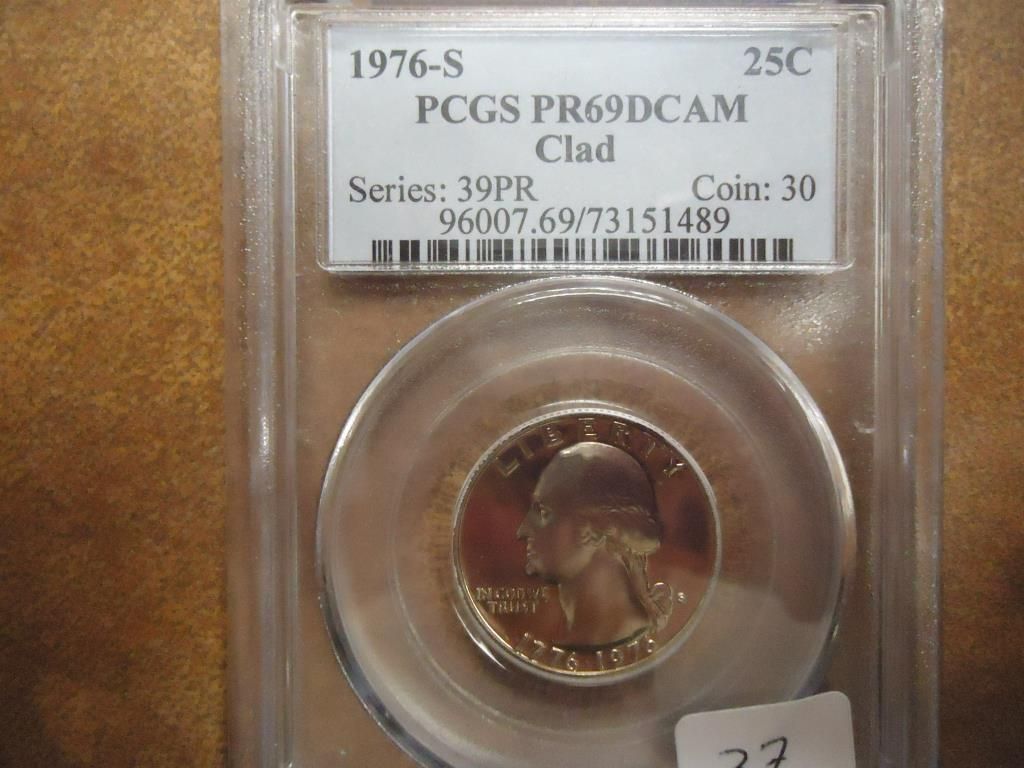 1976-S 25C
PCGS PR69DCAM
Clad
Series: 39PR Coin: 30
96007.69/73151489
LIBERTY
IN GOD WE
TRUST
S
1776-1976
37